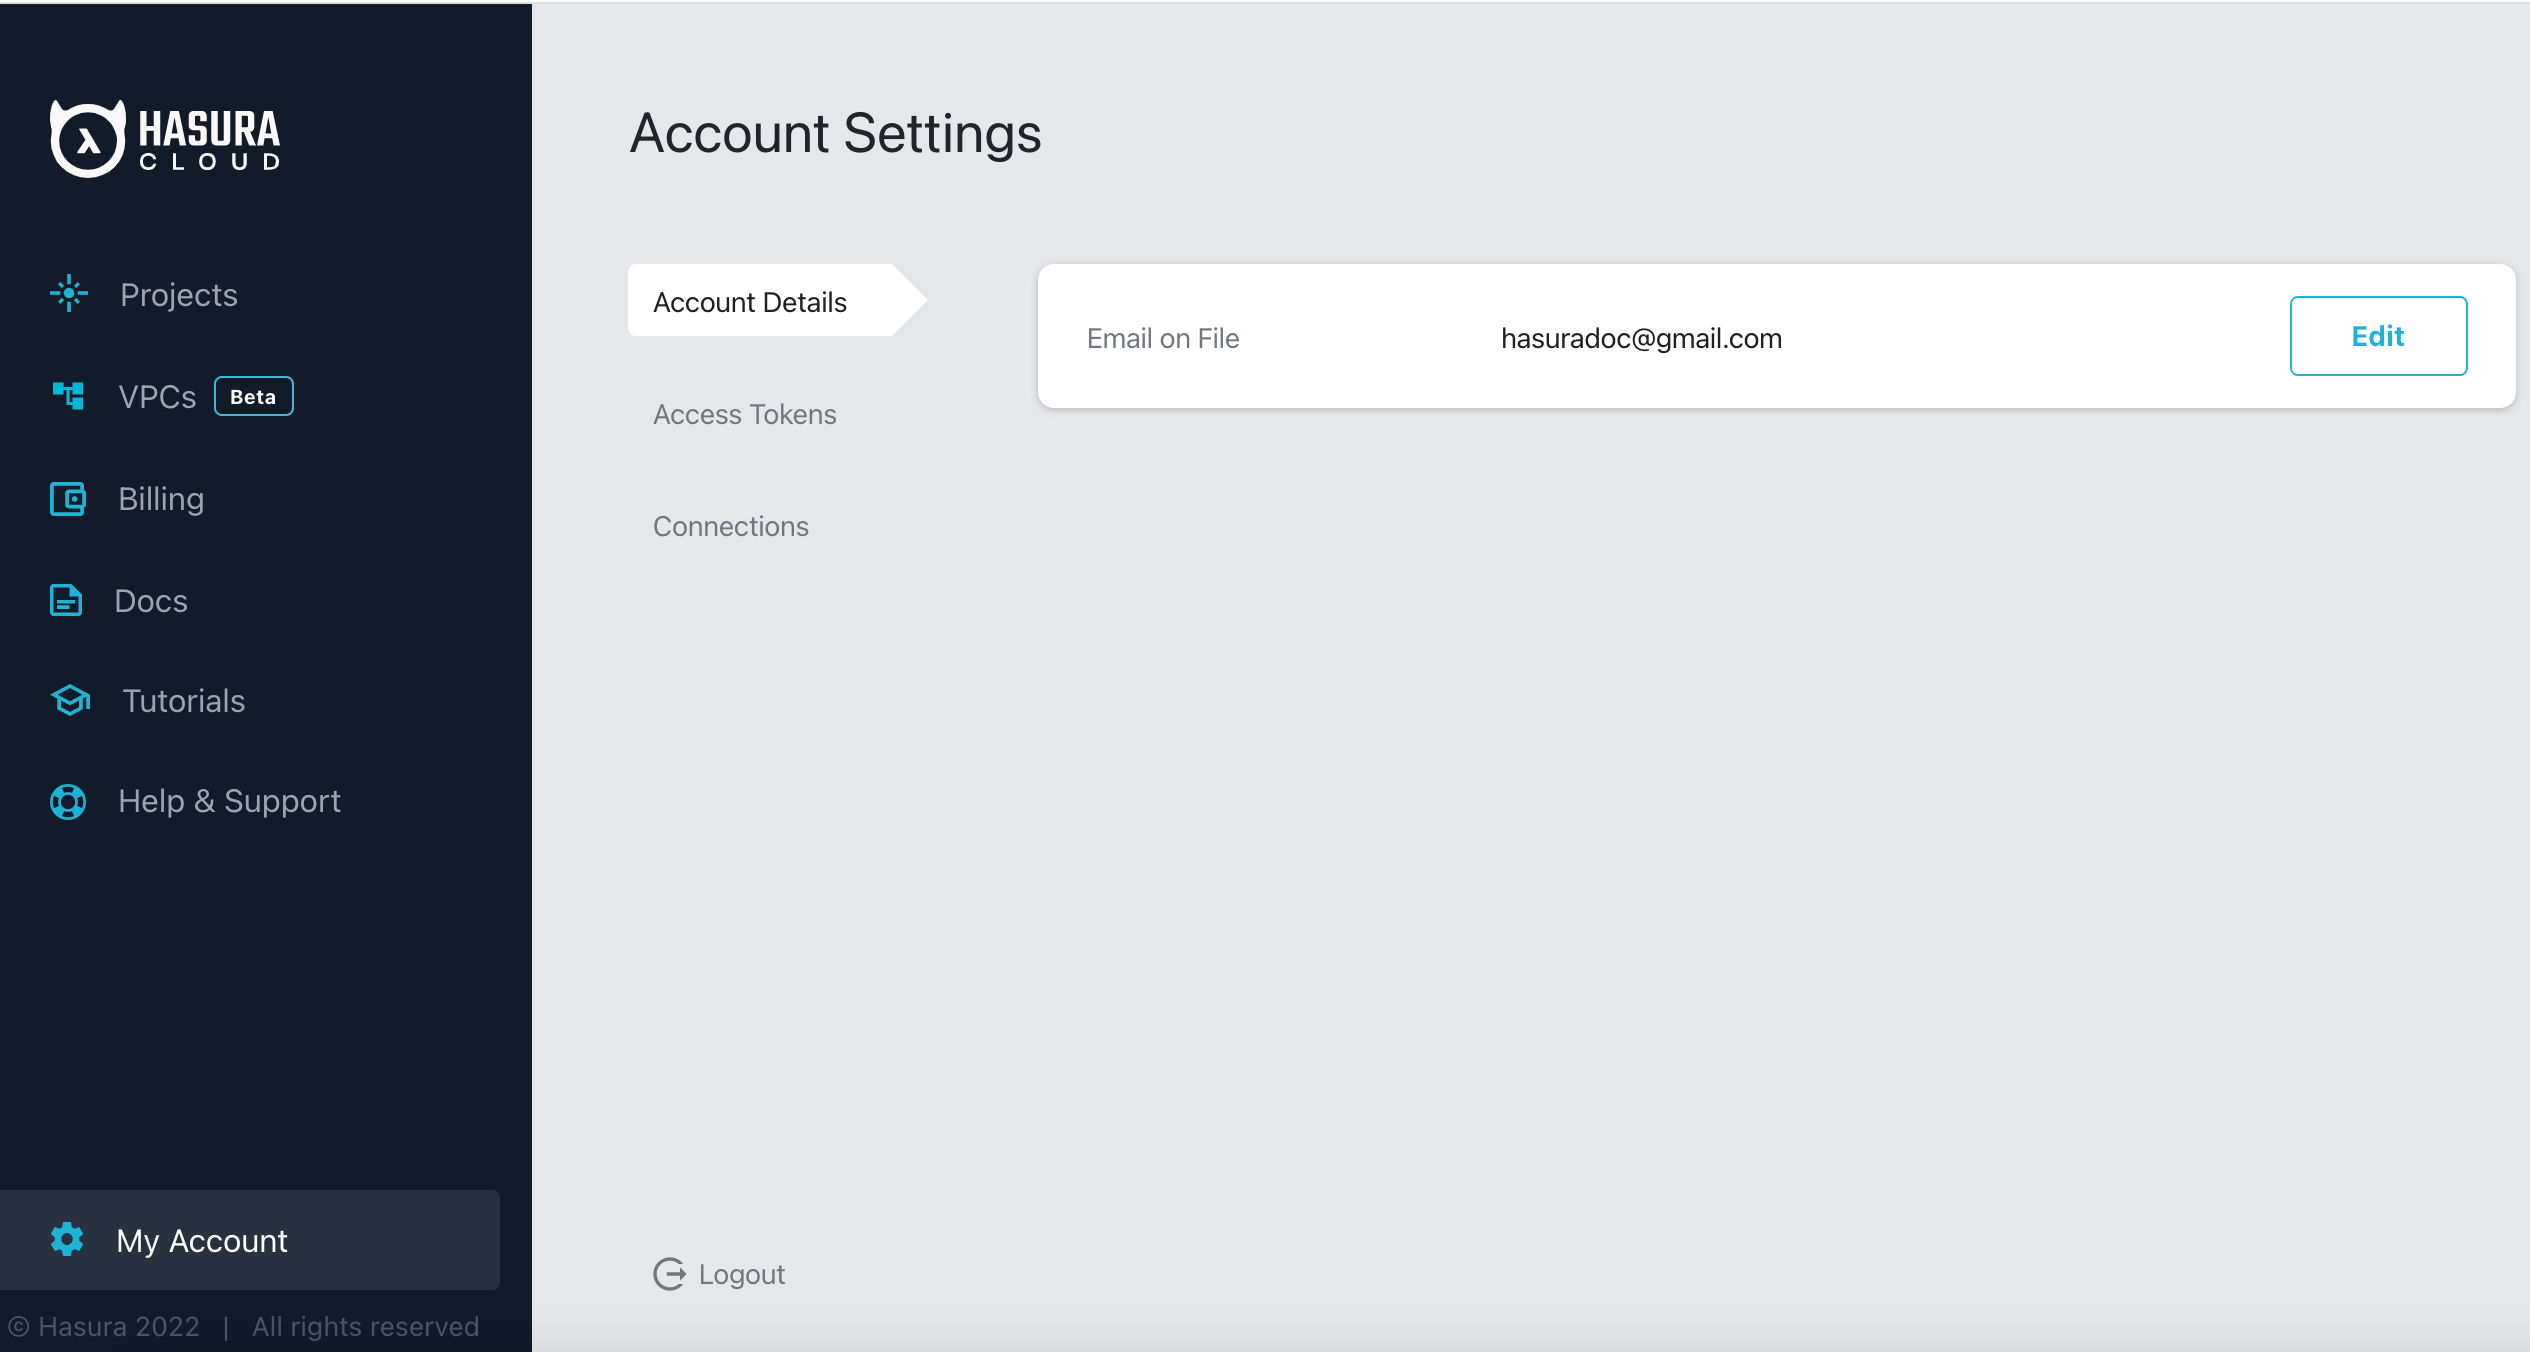 HASURA
CLOUD
Projects
VPCs Beta
Billing
Docs
Tutorials
Help & Support
My Account
© Hasura 2022 | All rights reserved
Account Settings
Account Details
Access Tokens
Connections
Email on File hasuradoc@gmail.com Edit
Logout